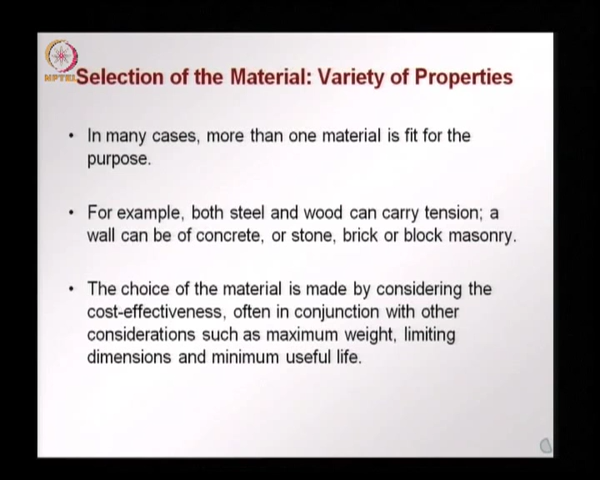 NPTEL
Selection of the Material: Variety of Properties
• In many cases, more than one material is fit for the
purpose.
• For example, both steel and wood can carry tension; a
wall can be of concrete, or stone, brick or block masonry.
• The choice of the material is made by considering the
cost-effectiveness, often in conjunction with other
considerations such as maximum weight, limiting
dimensions and minimum useful life.